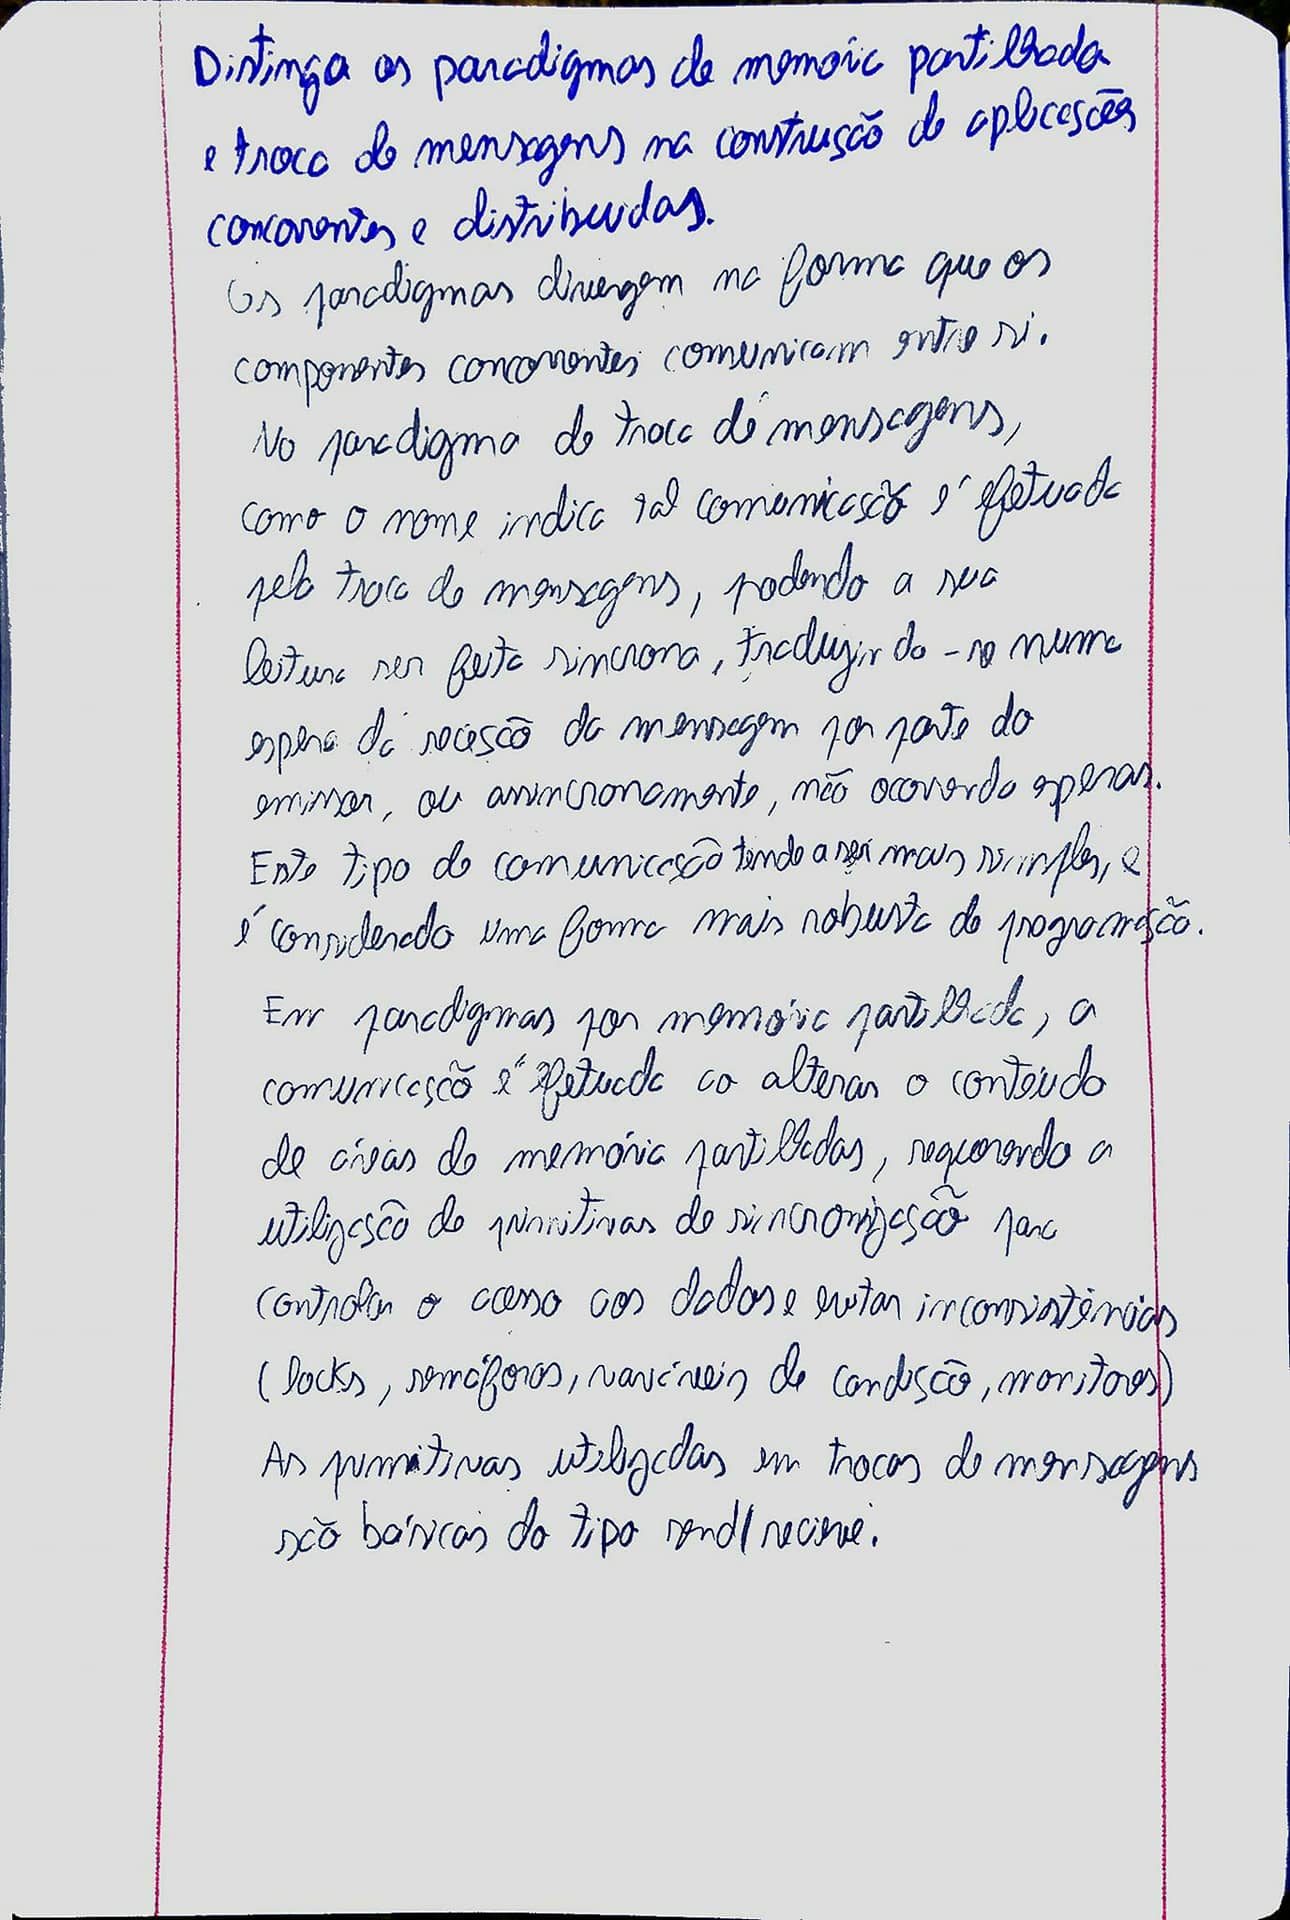 Distinga os paradigmas de memória partilhada
e troca de mensagens na construção de aplicações
concorrentes e distribuidas.
Os paradigmas divergem na forma que os
componentes concorrentes comunicam entre si.
No paradigma de troca de mensagens,
como o nome indica tal comunicação é efetuada
pela troca de mensagens, podendo a sua
leitura ser feita sincrona, traduzindo-se numa
espera da receção da mensagem por parte do
emissor, ou assincronamente, não ocorrendo esperas.
Este tipo de comunicação tende a ser mais simples, e
é considerado uma forma mais robusta de programação.
Em paradigmas por memória partilhada, a
comunicação é efetuada ao alterar o conteúdo
de áreas de memória partilhadas, requerendo a
utilização de primitivas de sincronização para
controlar o acesso aos dados e evitar inconsistências
(locks, semáforos, variáveis de condição, monitores)
As primitivas utilizadas em trocas de mensagens
são básicas do tipo send/recieve.